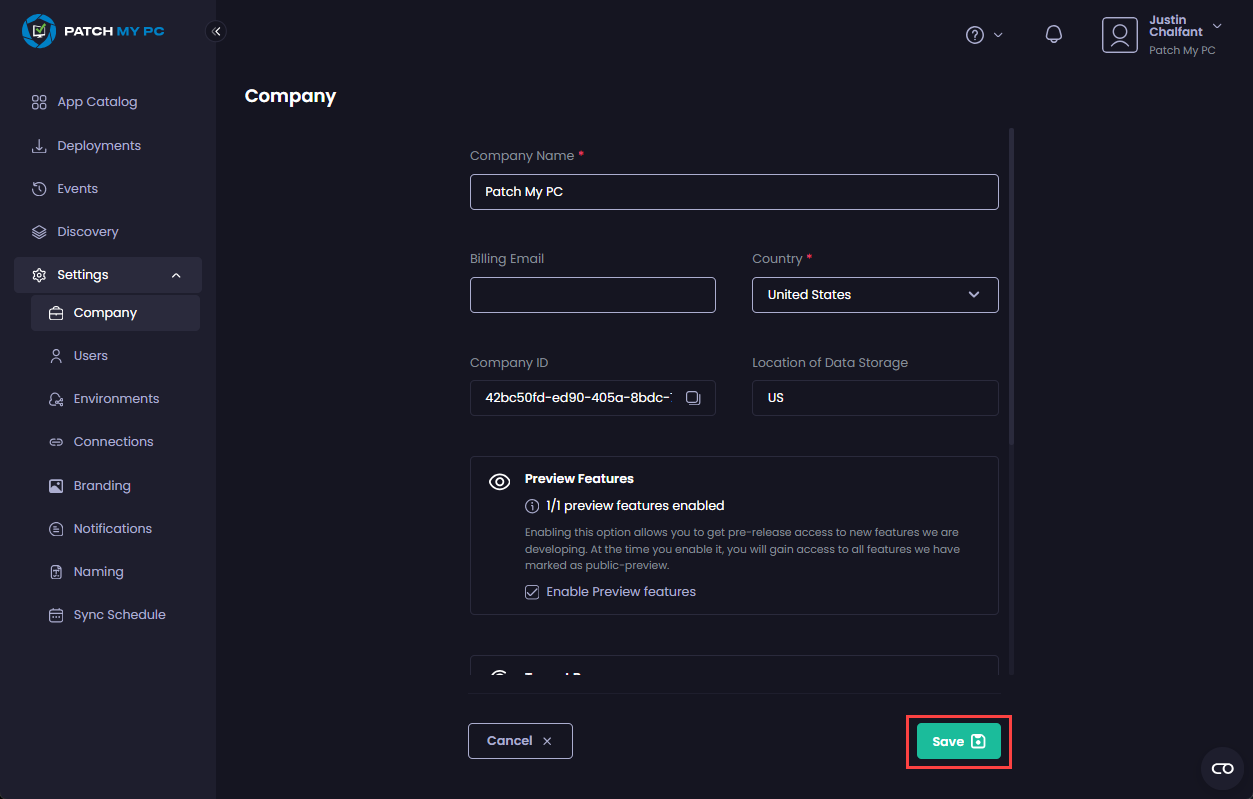 PATCH MY PC
Justin
Chalfant
Patch My PC
App Catalog
Deployments
Events
Discovery
Settings
Company
Users
Environments
Connections
Branding
Notifications
Naming
Sync Schedule
Company
Company Name *
Patch My PC
Billing Email
Country *
United States
Company ID
42bc50fd-ed90-405a-8bdc-
Location of Data Storage
US
Preview Features
1/1 preview features enabled
Enabling this option allows you to get pre-release access to new features we are
developing. At the time you enable it, you will gain access to all features we have
marked as public-preview.
Enable Preview features
Cancel
Save